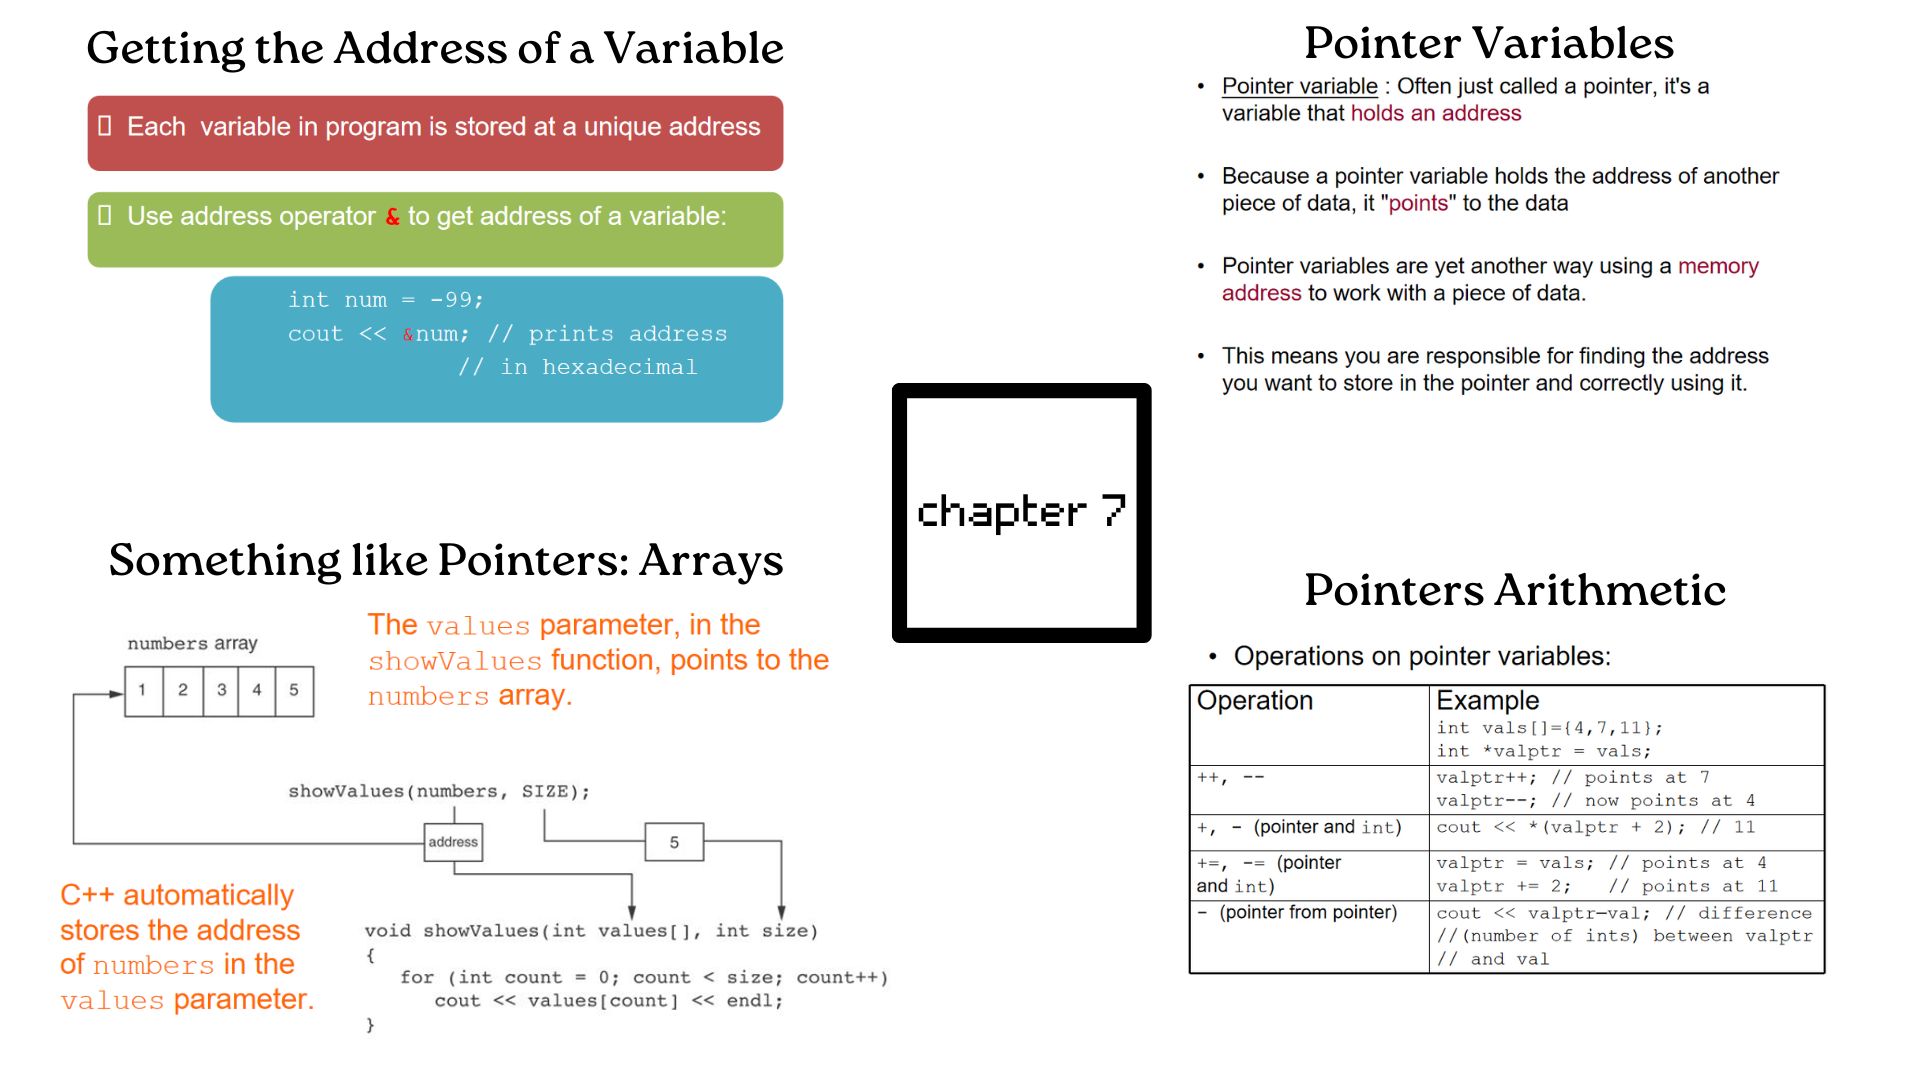 Getting the Address of a Variable
Each variable in program is stored at a unique address
Use address operator & to get address of a variable:
int num = -99;
cout << &num; // prints address
// in hexadecimal
Pointer Variables
• Pointer variable : Often just called a pointer, it's a
variable that holds an address
• Because a pointer variable holds the address of another
piece of data, it "points" to the data
• Pointer variables are yet another way using a memory
address to work with a piece of data.
• This means you are responsible for finding the address
you want to store in the pointer and correctly using it.
chapter 7
Something like Pointers: Arrays
The values parameter, in the
showValues function, points to the
numbers array.
numbers array
1 2 3 4 5
showValues(numbers, SIZE);
address
5
C++ automatically
stores the address
of numbers in the
values parameter.
void showValues(int values[], int size)
{
for (int count = 0; count < size; count++)
cout << values[count] << endl;
}
Pointers Arithmetic
• Operations on pointer variables:
Operation
Example
int vals[]={4,7,11};
int *valptr = vals;
++, --
valptr++; // points at 7
valptr--; // now points at 4
+, - (pointer and int)
cout << *(valptr + 2); // 11
+=, -= (pointer
and int)
valptr = vals; // points at 4
valptr += 2; // points at 11
- (pointer from pointer)
cout << valptr–val; // difference
//(number of ints) between valptr
// and val